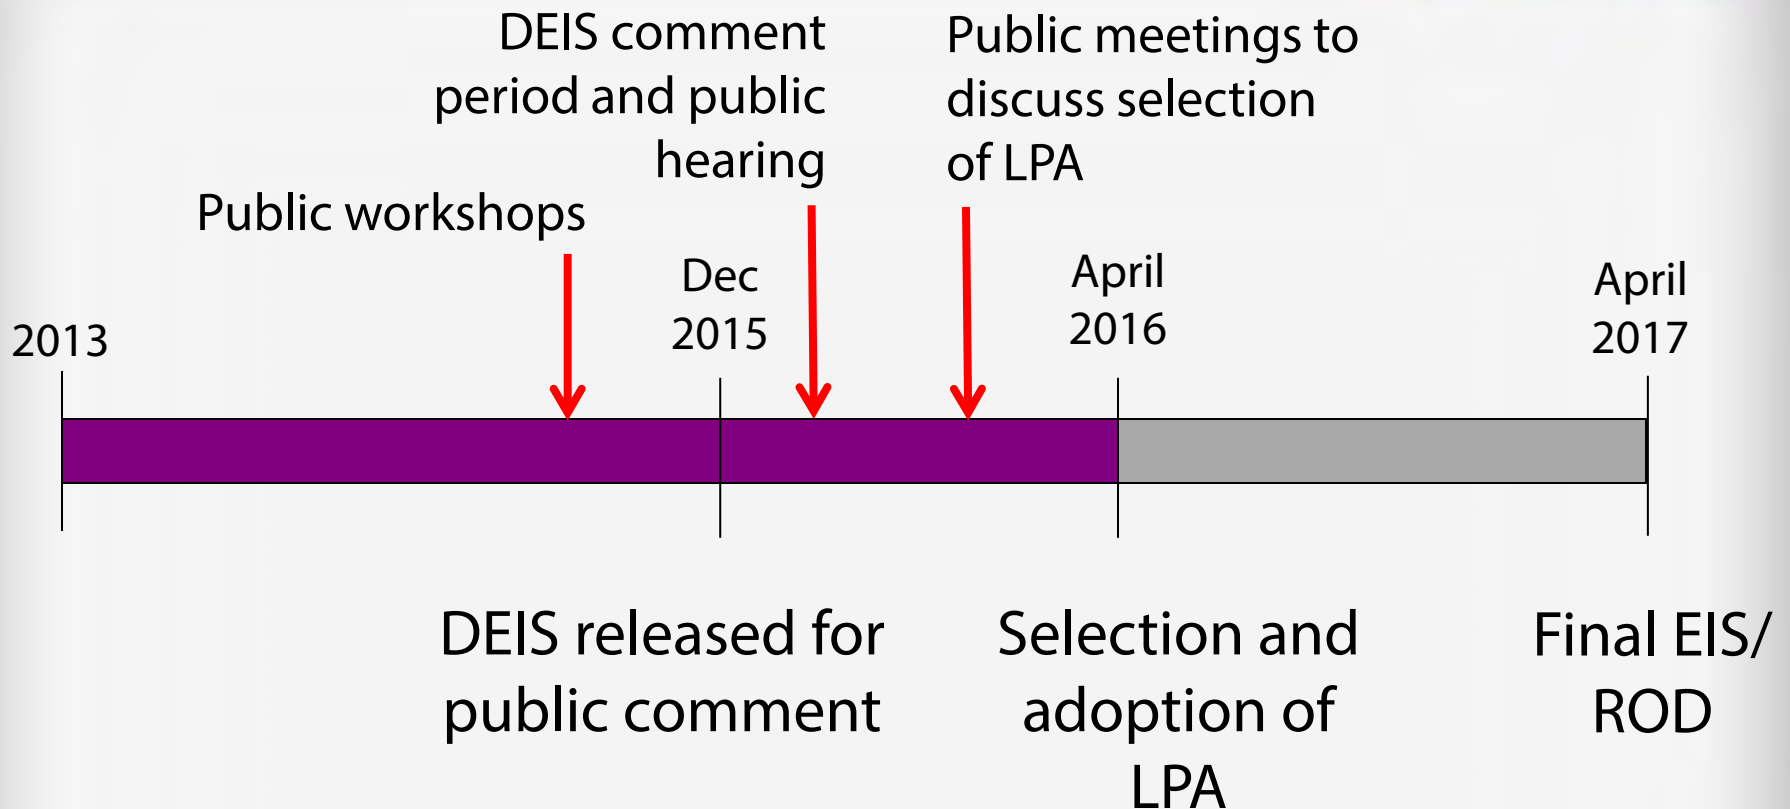 DEIS comment
period and public
hearing
Public meetings to
discuss selection
of LPA
Public workshops
2013
Dec
2015
April
2016
April
2017
DEIS released for
public comment
Selection and
adoption of
LPA
Final EIS/
ROD